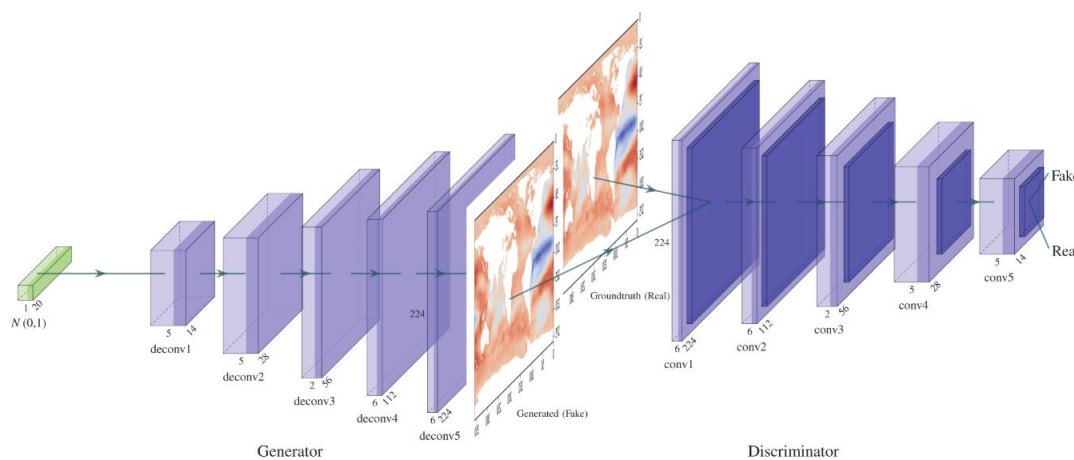 1
20
N (0,1)
5
14
deconv1
5
28
deconv2
2
56
deconv3
6
112
deconv4
224
6
224
deconv5
Generated (Fake)
Groundtruth (Real)
224
6
224
conv1
6
112
conv2
2
56
conv3
5
28
conv4
5
14
conv5
Fake
Real
Generator
Discriminator